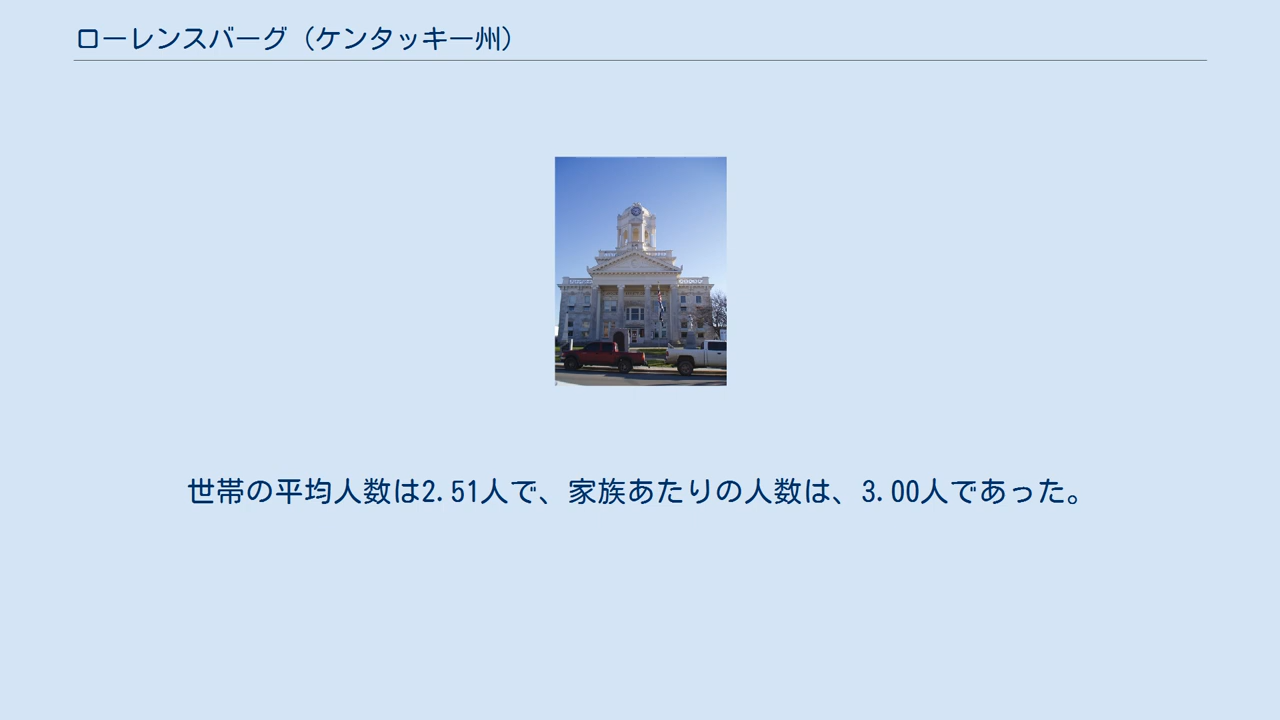 ローレンスバーグ（ケンタッキー州）
世帯の平均人数は2.51人で、家族あたりの人数は、3.00人であった。